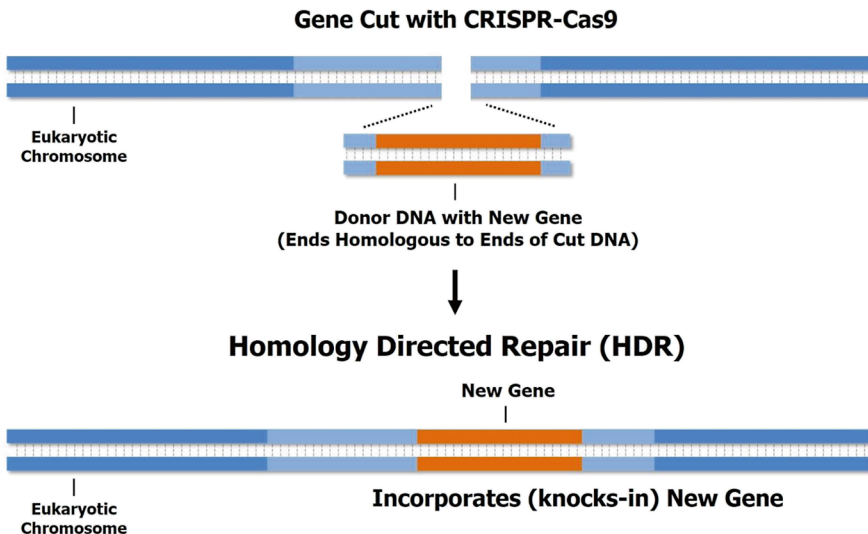 Gene Cut with CRISPR-Cas9
Eukaryotic
Chromosome
Donor DNA with New Gene
(Ends Homologous to Ends of Cut DNA)
Homology Directed Repair (HDR)
New Gene
Eukaryotic
Chromosome
Incorporates (knocks-in) New Gene